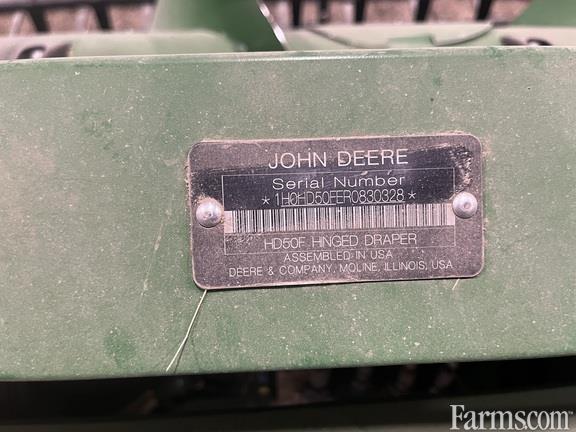 JOHN DEERE
Serial Number
*1H0HD50FER0830328*
HD50F HINGED DRAPER
ASSEMBLED IN USA
DEERE & COMPANY, MOLINE, ILLINOIS, USA
Farms.com